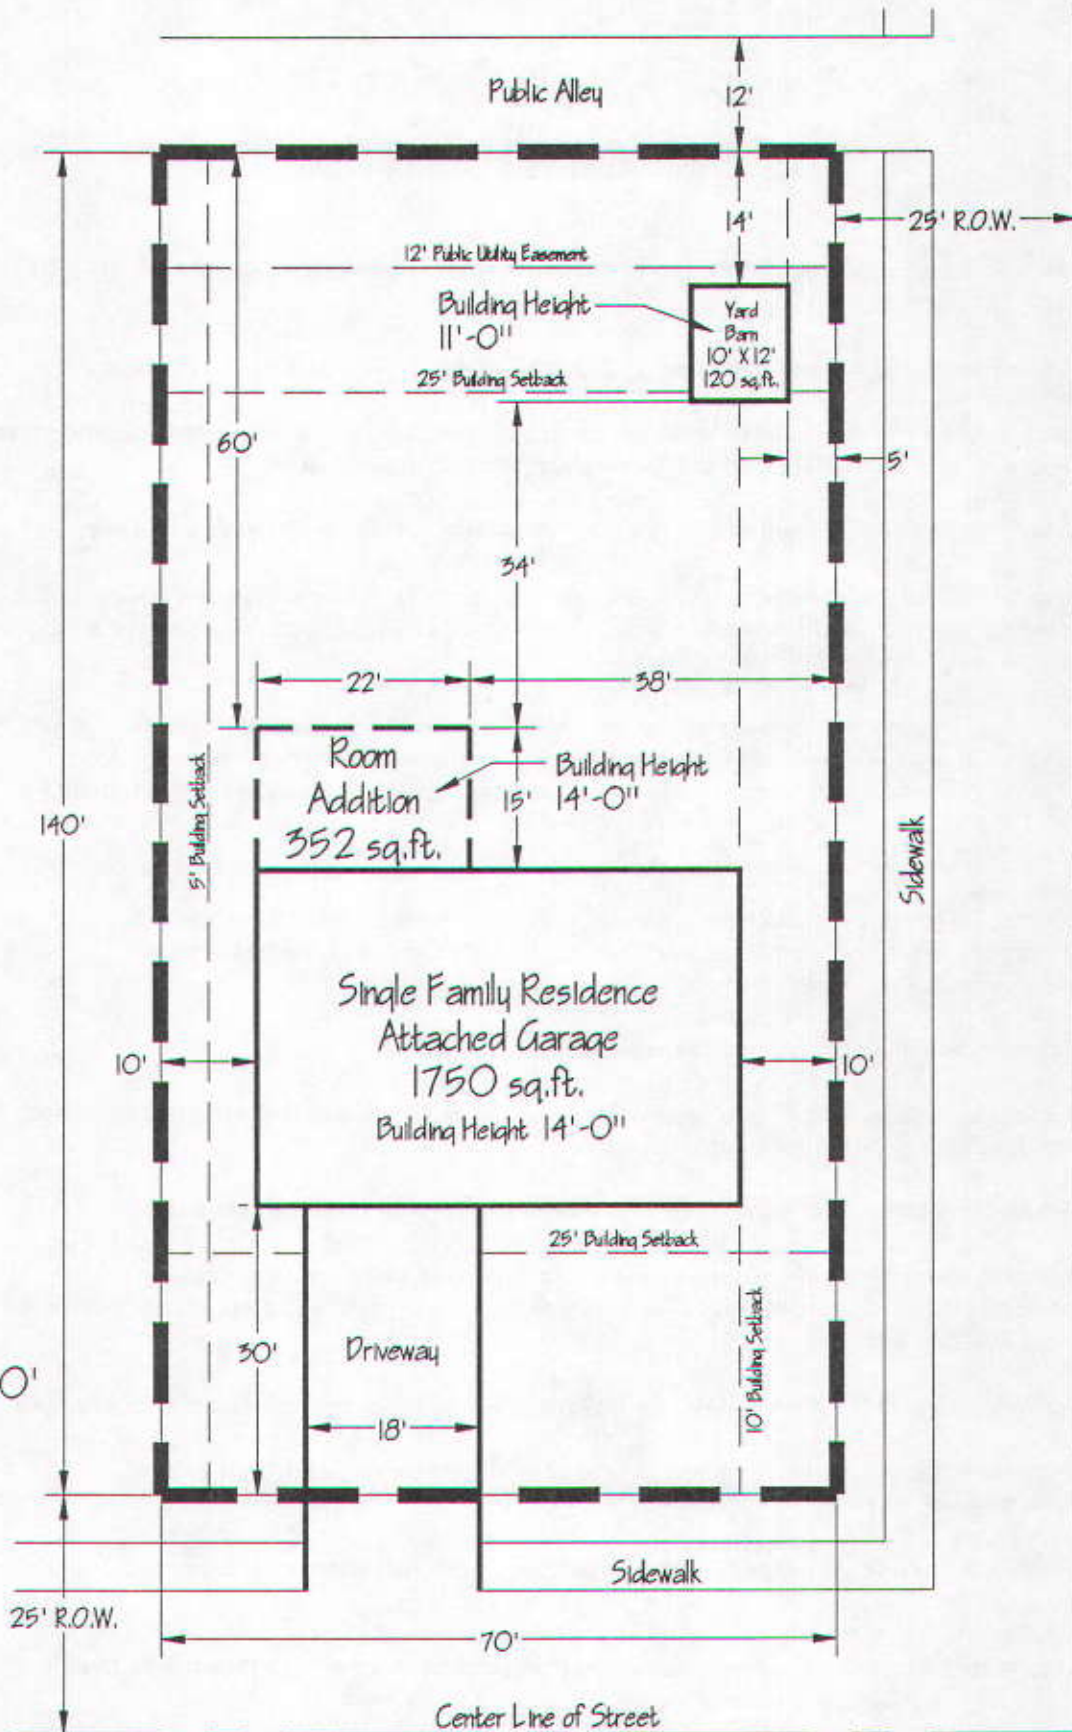 Public Alley
12'
14'
25' R.O.W.
12' Public Utility Easement
Building Height
11'-0"
Yard
Barn
10' X 12'
120 sq.ft.
25' Building Setback
60'
5'
34'
22'
38'
Room
Addition
352 sq.ft.
Building Height
14'-0"
15'
5' Building Setback
140'
Sidewalk
Single Family Residence
Attached Garage
1750 sq.ft.
Building Height 14'-0"
10'
10'
25' Building Setback
30'
Driveway
10' Building Setback
0'
18'
Sidewalk
25' R.O.W.
70'
Center Line of Street